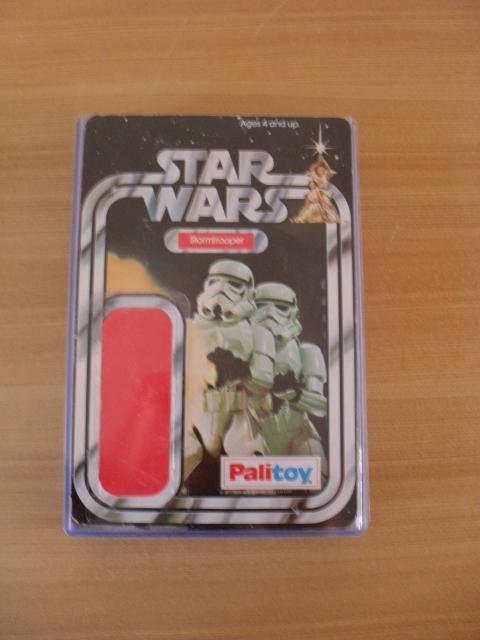 Ages 4 and up.
STAR
WARS
Stormtrooper
Palitoy